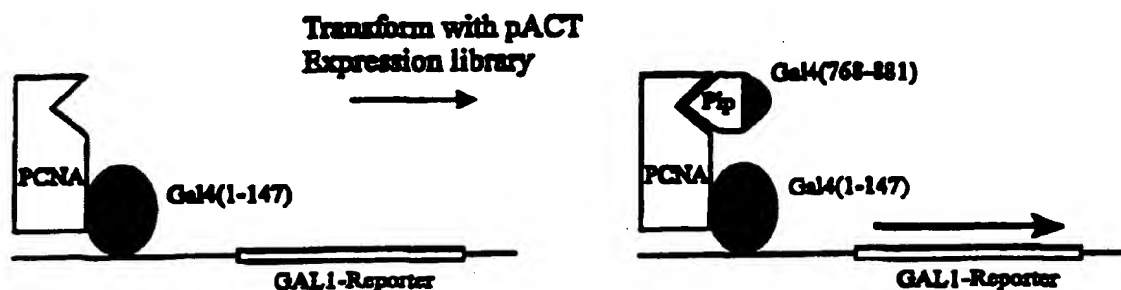 Transform with pACT
Expression library
PCNA
Gal4(1-147)
GAL1-Reporter
Gal4(768-881)
Pip
PCNA
Gal4(1-147)
GAL1-Reporter